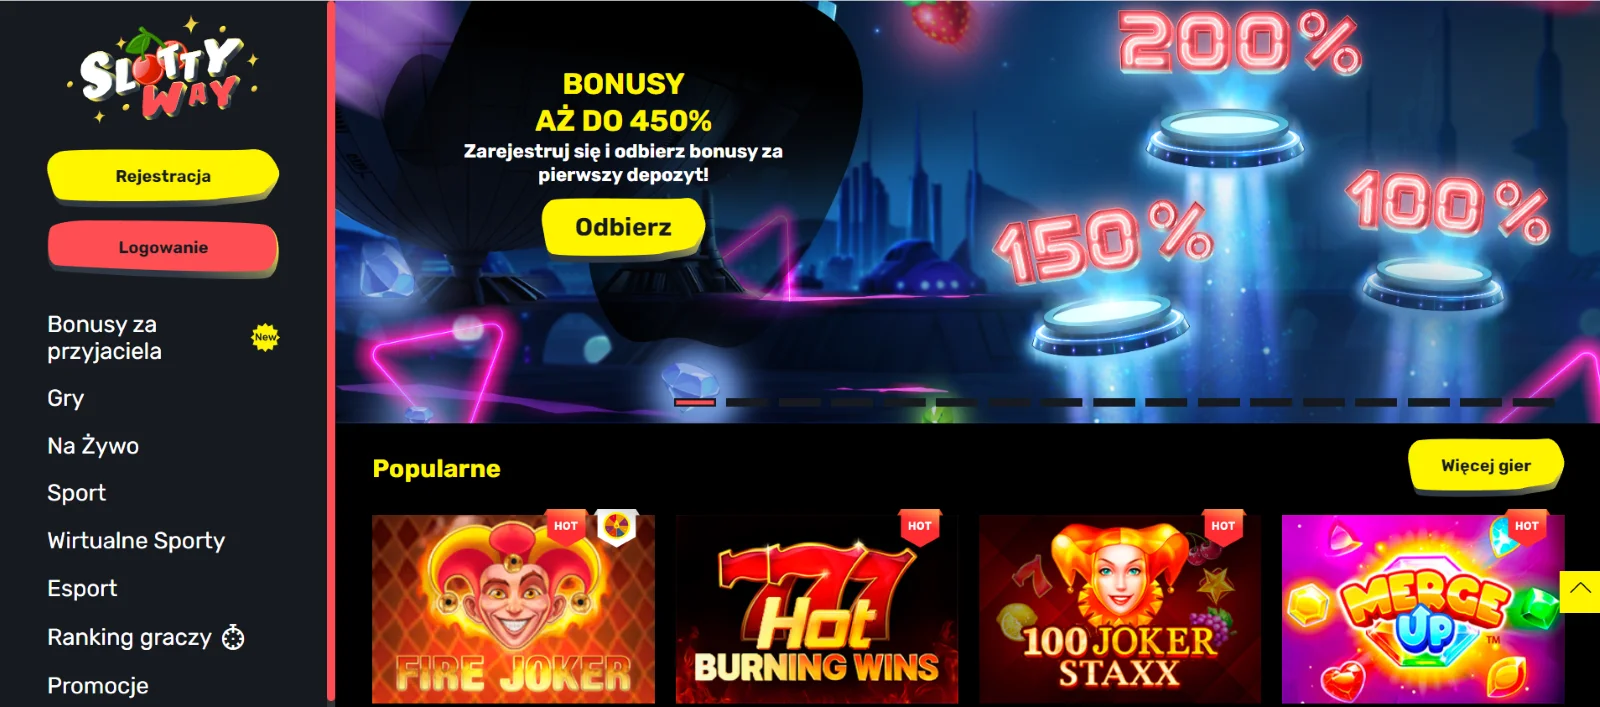 SLOTTY
WAY
Rejestracja
Logowanie
Bonusy za
przyjaciela
New
Gry
Na Żywo
Sport
Wirtualne Sporty
Esport
Ranking graczy
Promocje
BONUSY
AŻ DO 450%
Zarejestruj się i odbierz bonusy za
pierwszy depozyt!
Odbierz
200%
150%
100%
Popularne
Więcej gier
HOT
FIRE JOKER
HOT
777
Hot
BURNING WINS
HOT
7
100 JOKER
STAXX
HOT
MERGE
UP™